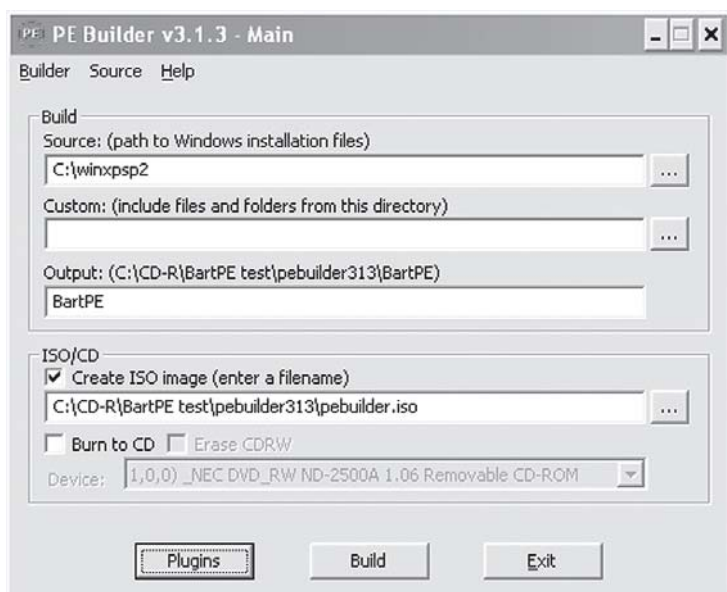 PE PE Builder v3.1.3 - Main
Builder Source Help
Build
Source: (path to Windows installation files)
C:\winxpsp2
...
Custom: (include files and folders from this directory)
...
Output: (C:\CD-R\BartPE test\pebuilder313\BartPE)
BartPE
ISO/CD
Create ISO image (enter a filename)
C:\CD-R\BartPE test\pebuilder313\pebuilder.iso
...
Burn to CD Erase CDRW
Device: 1,0,0) _NEC DVD_RW ND-2500A 1.06 Removable CD-ROM
Plugins Build Exit